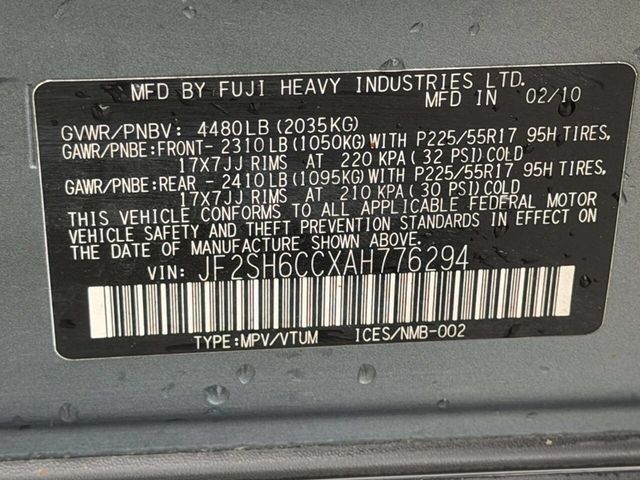 MFD BY FUJI HEAVY INDUSTRIES LTD.
MFD IN 02/10
GVWR/PNBV: 4480LB (2035KG)
GAWR/PNBE:FRONT- 2310 LB (1050KG)WITH P225/55R17 95H TIRES,
17X7JJ RIMS AT 220 KPA (32 PSI)COLD
GAWR/PNBE:REAR - 2410LB (1095KG)WITH P225/55R17 95H TIRES,
17X7JJ RIMS AT 210 KPA (30 PSI)COLD
THIS VEHICLE CONFORMS TO ALL APPLICABLE FEDERAL MOTOR
VEHICLE SAFETY AND THEFT PREVENTION STANDARDS IN EFFECT ON
THE DATE OF MANUFACTURE SHOWN ABOVE.
VIN: JF2SH6CCXAH776294
TYPE:MPV/VTUM ICES/NMB-002